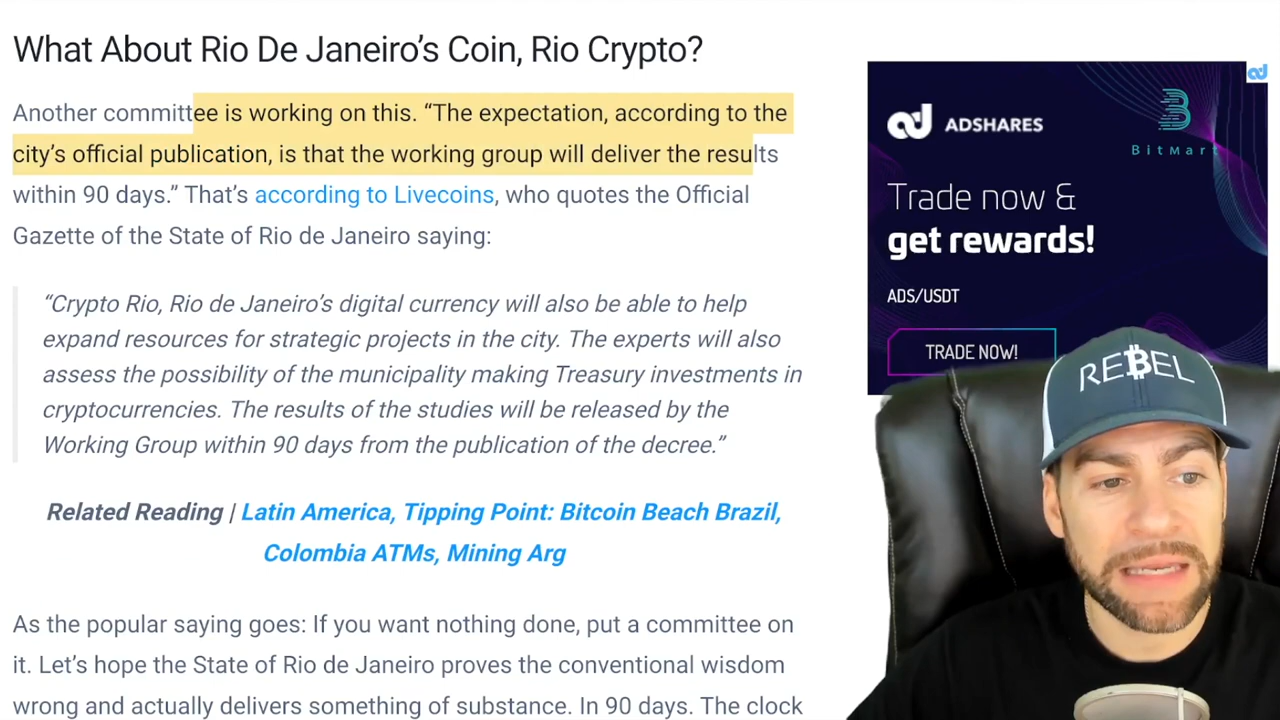 What About Rio De Janeiro’s Coin, Rio Crypto?
Another committee is working on this. “The expectation, according to the
city’s official publication, is that the working group will deliver the results
within 90 days.” That’s according to Livecoins, who quotes the Official
Gazette of the State of Rio de Janeiro saying:
“Crypto Rio, Rio de Janeiro’s digital currency will also be able to help
expand resources for strategic projects in the city. The experts will also
assess the possibility of the municipality making Treasury investments in
cryptocurrencies. The results of the studies will be released by the
Working Group within 90 days from the publication of the decree.”
Related Reading | Latin America, Tipping Point: Bitcoin Beach Brazil,
Colombia ATMs, Mining Arg
As the popular saying goes: If you want nothing done, put a committee on
it. Let’s hope the State of Rio de Janeiro proves the conventional wisdom
wrong and actually delivers something of substance. In 90 days. The clock
ADSHARES
BitMart
Trade now &
get rewards!
ADS/USDT
TRADE NOW!
RE₿EL